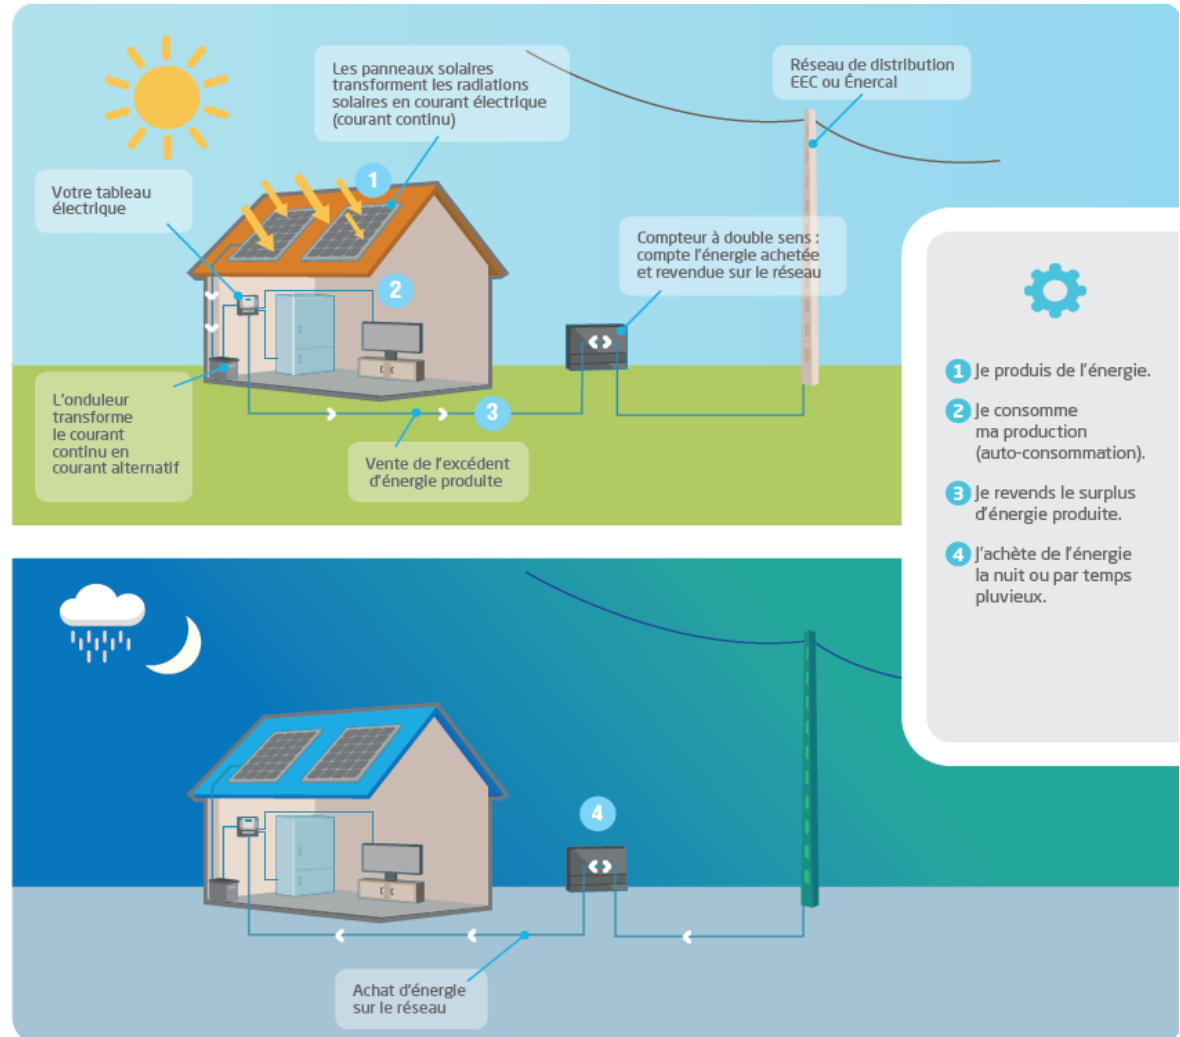 Les panneaux solaires
transforment les radiations
solaires en courant électrique
(courant continu)
Réseau de distribution
EEC ou Énercal
1
Votre tableau
électrique
Compteur à double sens :
compte l'énergie achetée
et revendue sur le réseau
2
L'onduleur
transforme
le courant
continu en
courant alternatif
3
Vente de l'excédent
d'énergie produite
1 Je produis de l'énergie.
2 Je consomme
ma production
(auto-consommation).
3 Je revends le surplus
d'énergie produite.
4 J'achète de l'énergie
la nuit ou par temps
pluvieux.
4
Achat d'énergie
sur le réseau